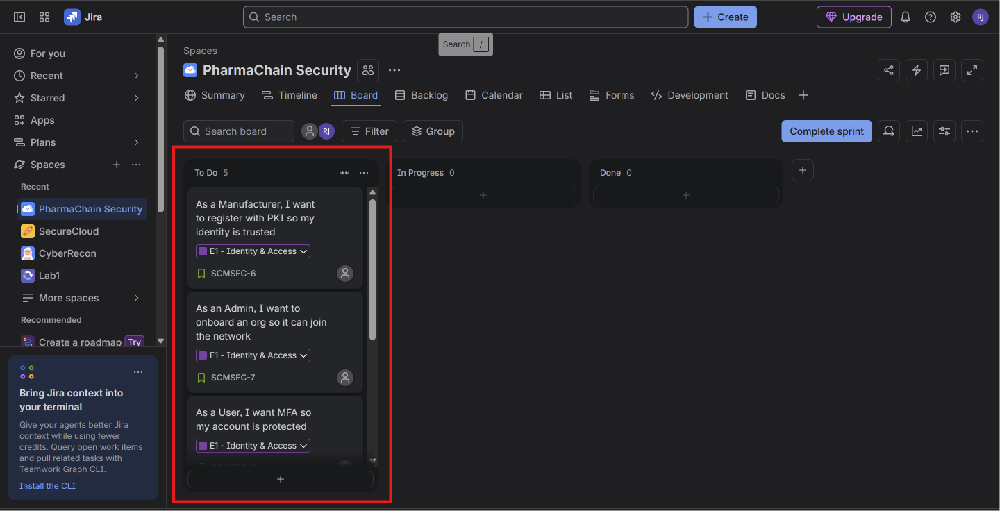 Jira
Search
Create
Upgrade
RJ
Search /
For you
Recent
Starred
Apps
Plans
Spaces
Recent
PharmaChain Security
SecureCloud
CyberRecon
Lab1
More spaces
Recommended
Create a roadmap Try
Bring Jira context into
your terminal
Give your agents better Jira
context while using fewer
credits. Query open work items
and pull related tasks with
Teamwork Graph CLI.
Install the CLI
Spaces
PharmaChain Security
Summary Timeline Board Backlog Calendar List Forms Development Docs
Search board RJ Filter Group Complete sprint
To Do 5
As a Manufacturer, I want
to register with PKI so my
identity is trusted
E1 - Identity & Access
SCMSEC-6
As an Admin, I want to
onboard an org so it can join
the network
E1 - Identity & Access
SCMSEC-7
As a User, I want MFA so
my account is protected
E1 - Identity & Access
In Progress 0
Done 0